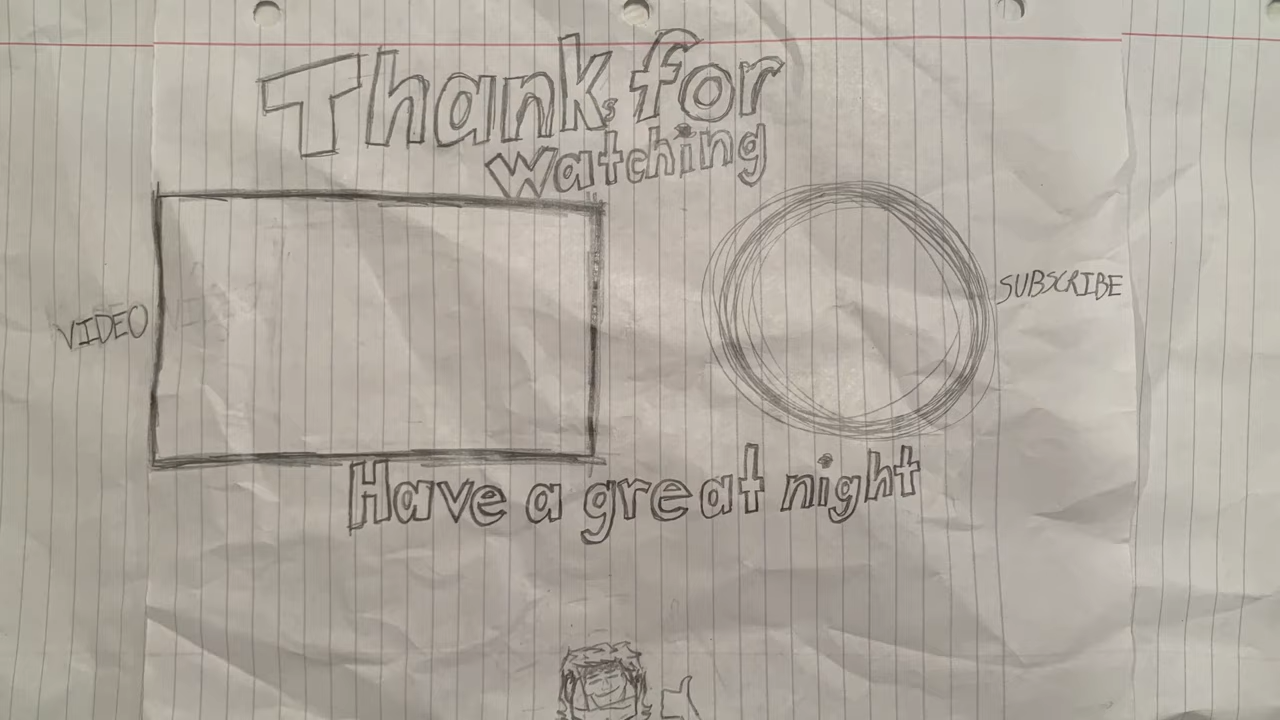 Thanks for
watching
VIDEO
SUBSCRIBE
Have a great night